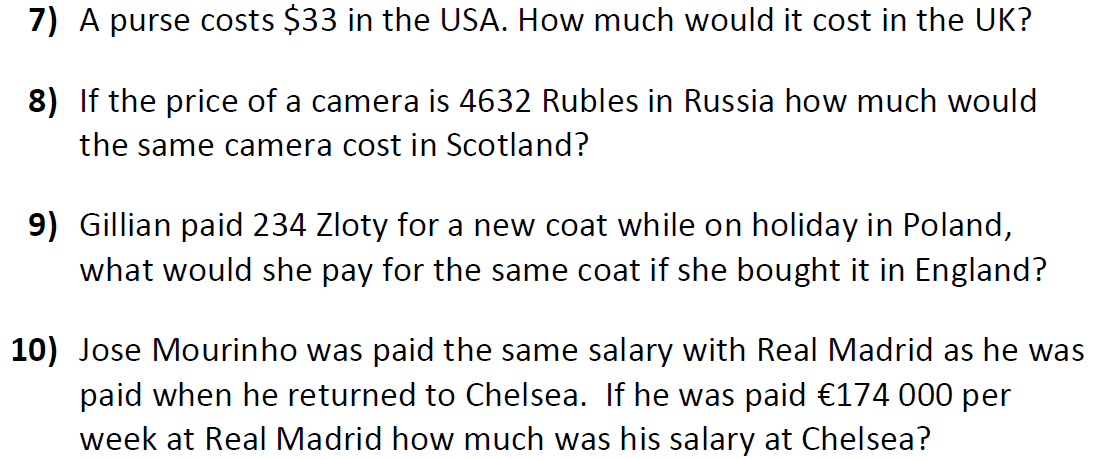 7) A purse costs $33 in the USA. How much would it cost in the UK?
8) If the price of a camera is 4632 Rubles in Russia how much would
the same camera cost in Scotland?
9) Gillian paid 234 Zloty for a new coat while on holiday in Poland,
what would she pay for the same coat if she bought it in England?
10) Jose Mourinho was paid the same salary with Real Madrid as he was
paid when he returned to Chelsea.  If he was paid €174 000 per
week at Real Madrid how much was his salary at Chelsea?